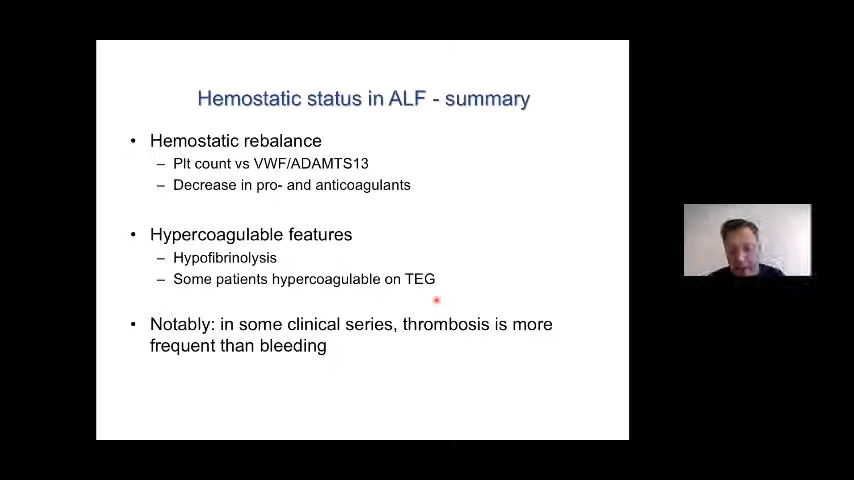 Hemostatic status in ALF - summary
• Hemostatic rebalance
– Plt count vs VWF/ADAMTS13
– Decrease in pro- and anticoagulants
• Hypercoagulable features
– Hypofibrinolysis
– Some patients hypercoagulable on TEG
• Notably: in some clinical series, thrombosis is more
frequent than bleeding